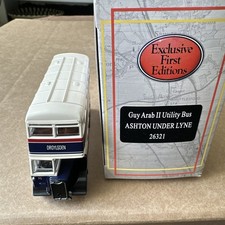 Exclusive
First
Editions
Guy Arab II Utility Bus
ASHTON UNDER LYNE
26321
DROYLSDEN